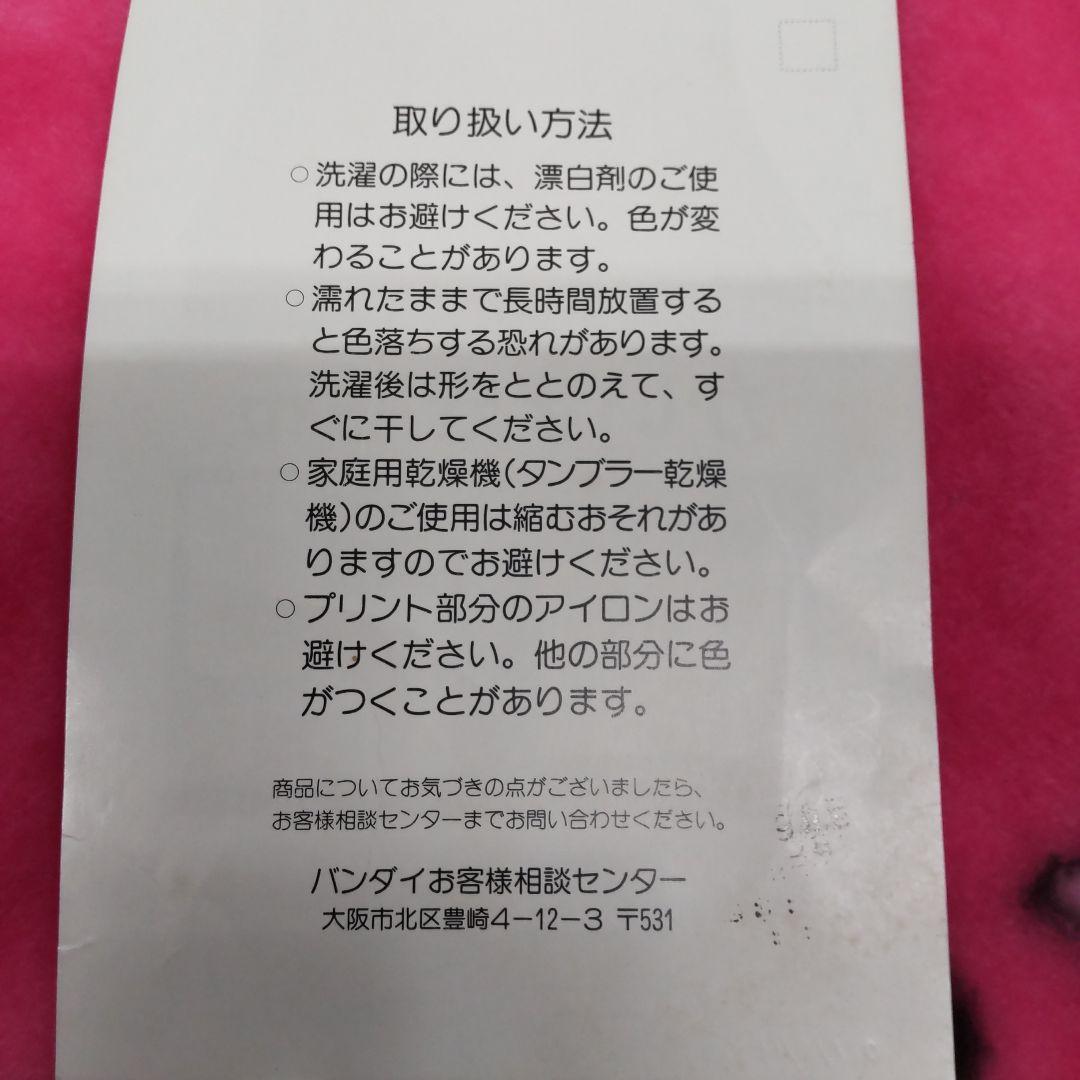 取り扱い方法
○洗濯の際には、漂白剤のご使
用はお避けください。色が変
わることがあります。
○濡れたままで長時間放置する
と色落ちする恐れがあります。
洗濯後は形をととのえて、す
ぐに干してください。
○家庭用乾燥機(タンブラー乾燥
機)のご使用は縮むおそれがあ
りますのでお避けください。
○プリント部分のアイロンはお
避けください。他の部分に色
がつくことがあります。
商品についてお気づきの点がございましたら、
お客様相談センターまでお問い合わせください。
バンダイお客様相談センター
大阪市北区豊崎4-12-3 〒531